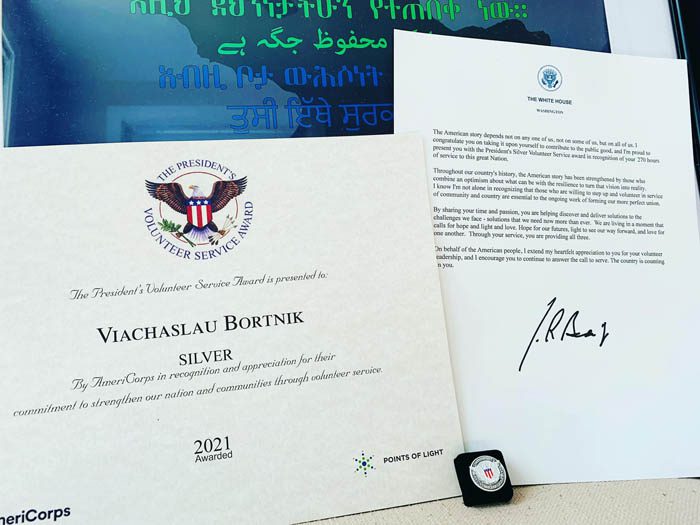 እዚህ ደህንነታችሁን የተጠበቀ ነው።
محفوظ جگہ ہے
ኣብዚ ቦታ ውሕሶነት
ਤੁਸੀ ਇੱਥੇ ਸੁਰਕ
THE PRESIDENT'S
VOLUNTEER SERVICE AWARD
The President's Volunteer Service Award is presented to:
VIACHASLAU BORTNIK
SILVER
By AmeriCorps in recognition and appreciation for their
commitment to strengthen our nation and communities through volunteer service.
2021
Awarded
POINTS OF LIGHT
meriCorps
THE WHITE HOUSE
WASHINGTON
The American story depends not on any one of us, not on some of us, but on all of us. I
congratulate you on taking it upon yourself to contribute to the public good, and I'm proud to
present you with the President's Silver Volunteer Service award in recognition of your 270 hours
of service to this great Nation.
Throughout our country's history, the American story has been strengthened by those who
combine an optimism about what can be with the resilience to turn that vision into reality.
I know I'm not alone in recognizing that those who are willing to step up and volunteer in service
of community and country are essential to the ongoing work of forming our more perfect union.
By sharing your time and passion, you are helping discover and deliver solutions to the
challenges we face - solutions that we need now more than ever. We are living in a moment that
calls for hope and light and love. Hope for our futures, light to see our way forward, and love for
one another. Through your service, you are providing all three.
On behalf of the American people, I extend my heartfelt appreciation to you for your volunteer
leadership, and I encourage you to continue to answer the call to serve. The country is counting
on you.